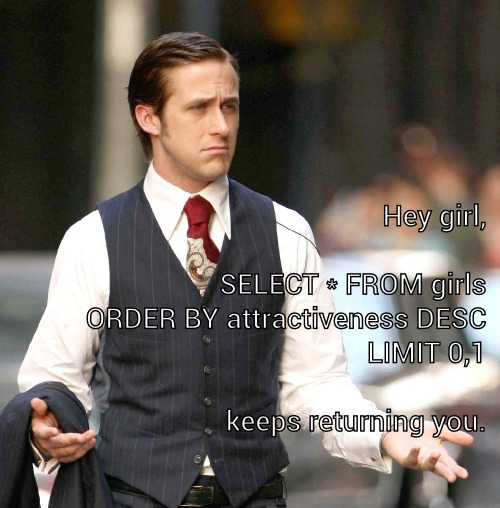 Hey girl,
SELECT * FROM girls
ORDER BY attractiveness DESC
LIMIT 0,1
keeps returning you.